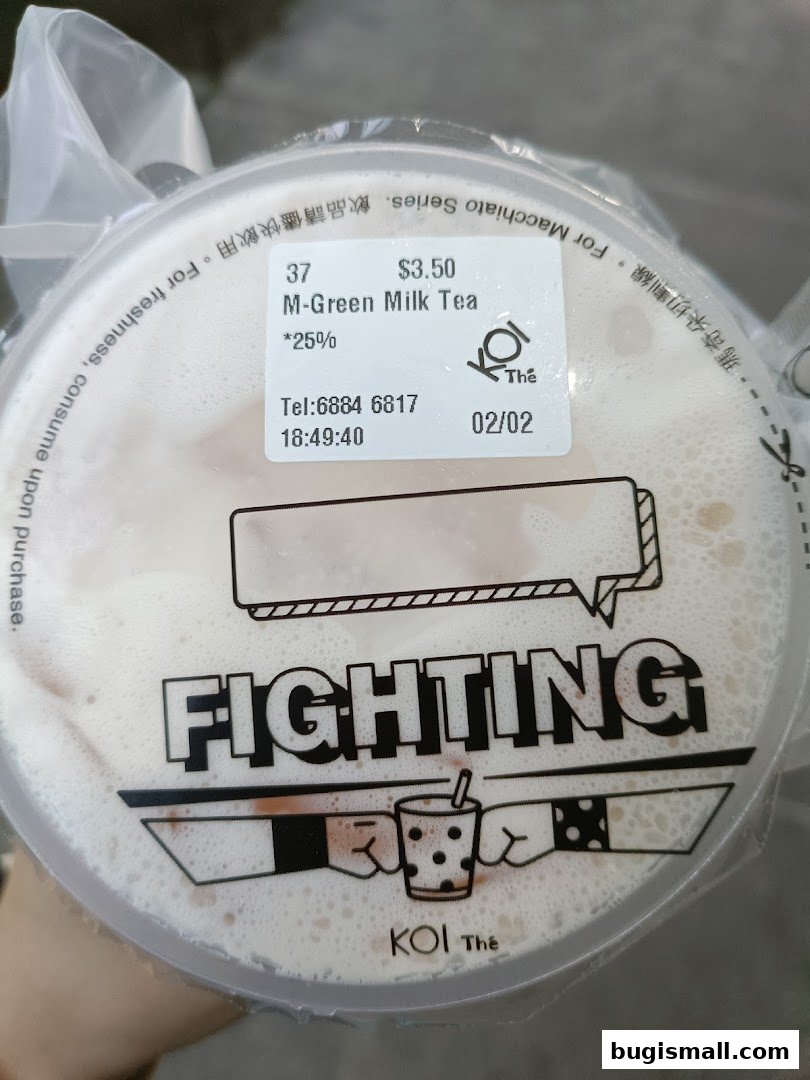 飲品請儘快飲用。For freshness, consume upon purchase.
For Macchiato Series.
37 $3.50
M-Green Milk Tea
*25%
KOI
Thé
Tel:6884 6817
18:49:40 02/02
FIGHTING
KOI Thé
bugismall.com